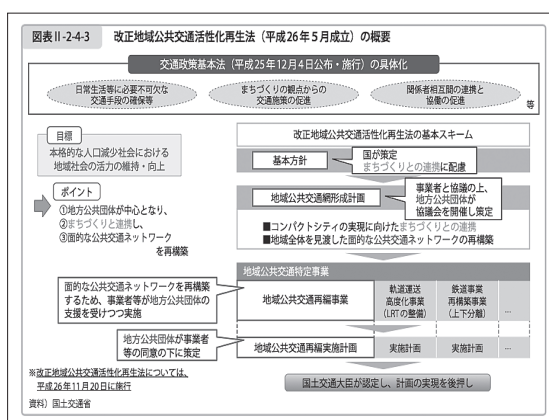 図表Ⅱ-2-4-3 改正地域公共交通活性化再生法（平成26年5月成立）の概要
交通政策基本法（平成25年12月4日公布・施行）の具体化
日常生活等に必要不可欠な
交通手段の確保等
まちづくりの観点からの
交通施策の促進
関係者相互間の連携と
協働の促進
等
目標
本格的な人口減少社会における
地域社会の活力の維持・向上
ポイント
①地方公共団体が中心となり、
②まちづくりと連携し、
③面的な公共交通ネットワーク
を再構築
改正地域公共交通活性化再生法の基本スキーム
基本方針
国が策定
まちづくりとの連携に配慮
地域公共交通網形成計画
事業者と協議の上、
地方公共団体が
協議会を開催し策定
■コンパクトシティの実現に向けたまちづくりとの連携
■地域全体を見渡した面的な公共交通ネットワークの再構築
地域公共交通特定事業
面的な公共交通ネットワークを再構築
するため、事業者等が地方公共団体の
支援を受けつつ実施
地域公共交通再編事業
軌道運送
高度化事業
(LRTの整備)
鉄道事業
再構築事業
(上下分離)
…
地方公共団体が事業者
等の同意の下に策定
地域公共交通再編実施計画
実施計画
実施計画
…
※改正地域公共交通活性化再生法については、
平成26年11月20日に施行
国土交通大臣が認定し、計画の実現を後押し
資料）国土交通省